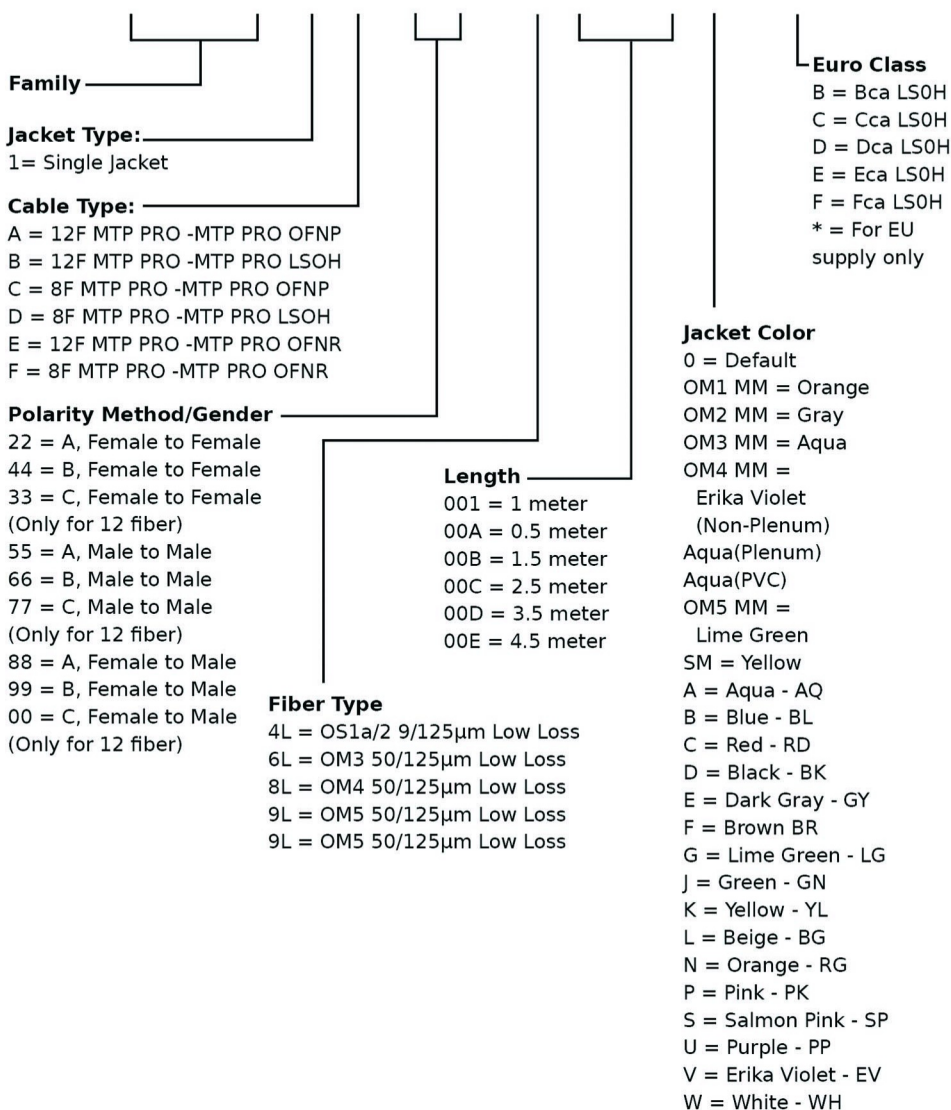 Family
Jacket Type:
1= Single Jacket
Cable Type:
A = 12F MTP PRO -MTP PRO OFNP
B = 12F MTP PRO -MTP PRO LSOH
C = 8F MTP PRO -MTP PRO OFNP
D = 8F MTP PRO -MTP PRO LSOH
E = 12F MTP PRO -MTP PRO OFNR
F = 8F MTP PRO -MTP PRO OFNR
Polarity Method/Gender
22 = A, Female to Female
44 = B, Female to Female
33 = C, Female to Female
(Only for 12 fiber)
55 = A, Male to Male
66 = B, Male to Male
77 = C, Male to Male
(Only for 12 fiber)
88 = A, Female to Male
99 = B, Female to Male
00 = C, Female to Male
(Only for 12 fiber)
Fiber Type
4L = OS1a/2 9/125µm Low Loss
6L = OM3 50/125µm Low Loss
8L = OM4 50/125µm Low Loss
9L = OM5 50/125µm Low Loss
9L = OM5 50/125µm Low Loss
Length
001 = 1 meter
00A = 0.5 meter
00B = 1.5 meter
00C = 2.5 meter
00D = 3.5 meter
00E = 4.5 meter
Jacket Color
0 = Default
OM1 MM = Orange
OM2 MM = Gray
OM3 MM = Aqua
OM4 MM =
Erika Violet
(Non-Plenum)
Aqua(Plenum)
Aqua(PVC)
OM5 MM =
Lime Green
SM = Yellow
A = Aqua - AQ
B = Blue - BL
C = Red - RD
D = Black - BK
E = Dark Gray - GY
F = Brown BR
G = Lime Green - LG
J = Green - GN
K = Yellow - YL
L = Beige - BG
N = Orange - RG
P = Pink - PK
S = Salmon Pink - SP
U = Purple - PP
V = Erika Violet - EV
W = White - WH
Euro Class
B = Bca LS0H
C = Cca LS0H
D = Dca LS0H
E = Eca LS0H
F = Fca LS0H
* = For EU
supply only